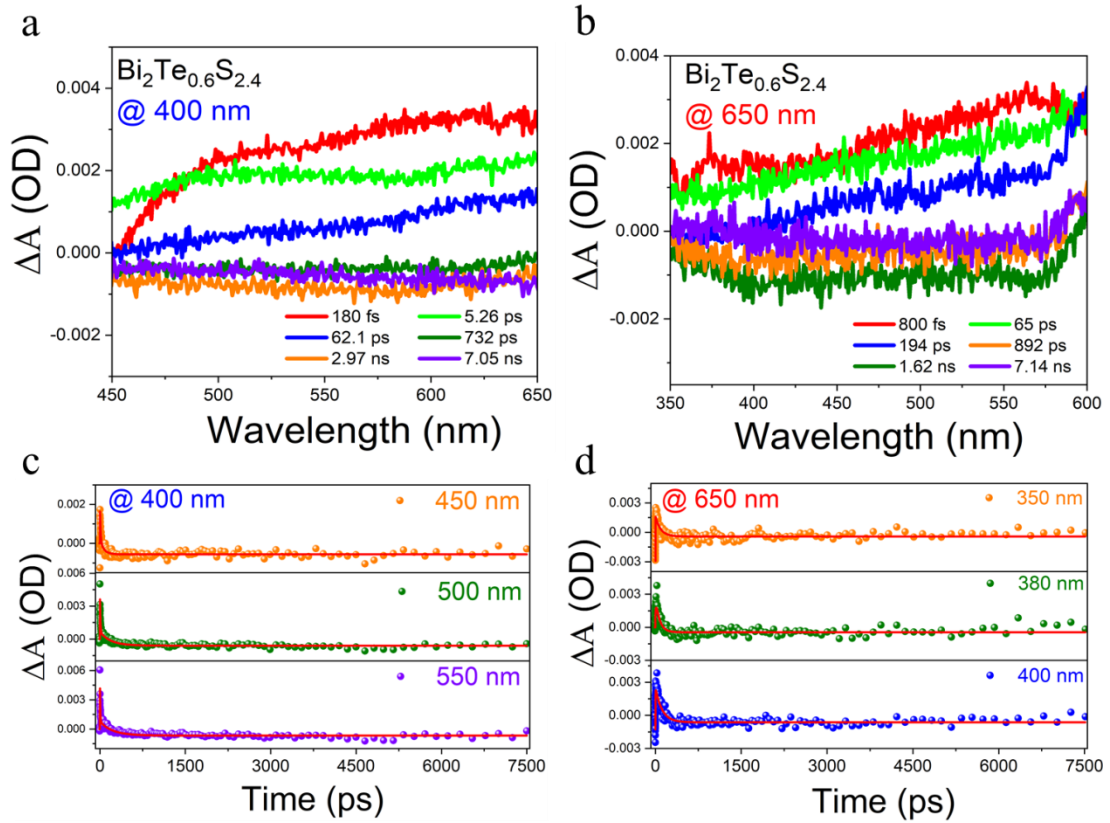 a
Bi₂Te₀.₆S₂.₄
@ 400 nm
0.004
0.002
0.000
-0.002
ΔA (OD)
180 fs 5.26 ps
62.1 ps 732 ps
2.97 ns 7.05 ns
450 500 550 600 650
Wavelength (nm)
b
Bi₂Te₀.₆S₂.₄
@ 650 nm
0.004
0.002
0.000
-0.002
ΔA (OD)
800 fs 65 ps
194 ps 892 ps
1.62 ns 7.14 ns
350 400 450 500 550 600
Wavelength (nm)
c
@ 400 nm 450 nm
0.002
0.000
0.006
500 nm
0.003
0.000
0.006
550 nm
0.003
0.000
ΔA (OD)
0 1500 3000 4500 6000 7500
Time (ps)
d
@ 650 nm 350 nm
0.003
0.000
-0.003
380 nm
0.003
0.000
-0.003
400 nm
0.003
0.000
-0.003
ΔA (OD)
0 1500 3000 4500 6000 7500
Time (ps)